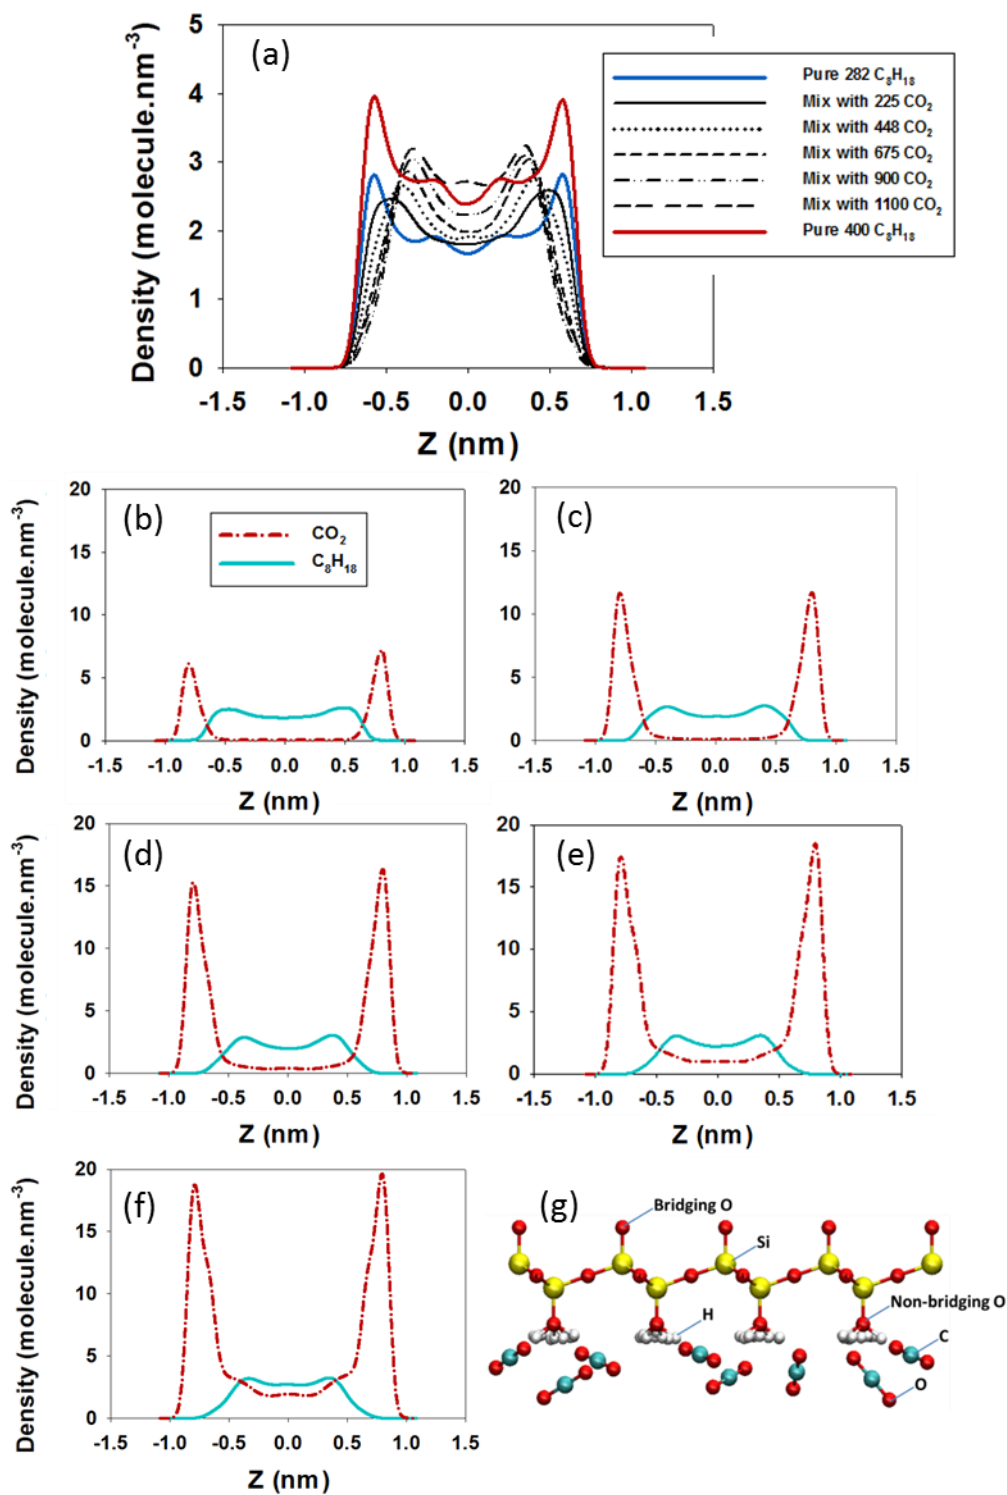 (a)
Density (molecule.nm⁻³)
5
4
3
2
1
0
-1.5 -1.0 -0.5 0.0 0.5 1.0 1.5
Z (nm)
Pure 282 C₈H₁₈
Mix with 225 CO₂
Mix with 448 CO₂
Mix with 675 CO₂
Mix with 900 CO₂
Mix with 1100 CO₂
Pure 400 C₈H₁₈
(b)
Density (molecule.nm⁻³)
20
15
10
5
0
-1.5 -1.0 -0.5 0.0 0.5 1.0 1.5
Z (nm)
CO₂
C₈H₁₈
(c)
20
15
10
5
0
-1.5 -1.0 -0.5 0.0 0.5 1.0 1.5
Z (nm)
(d)
Density (molecule.nm⁻³)
20
15
10
5
0
-1.5 -1.0 -0.5 0.0 0.5 1.0 1.5
Z (nm)
(e)
20
15
10
5
0
-1.5 -1.0 -0.5 0.0 0.5 1.0 1.5
Z (nm)
(f)
Density (molecule.nm⁻³)
20
15
10
5
0
-1.5 -1.0 -0.5 0.0 0.5 1.0 1.5
Z (nm)
(g)
Bridging O
Si
Non-bridging O
H
C
O